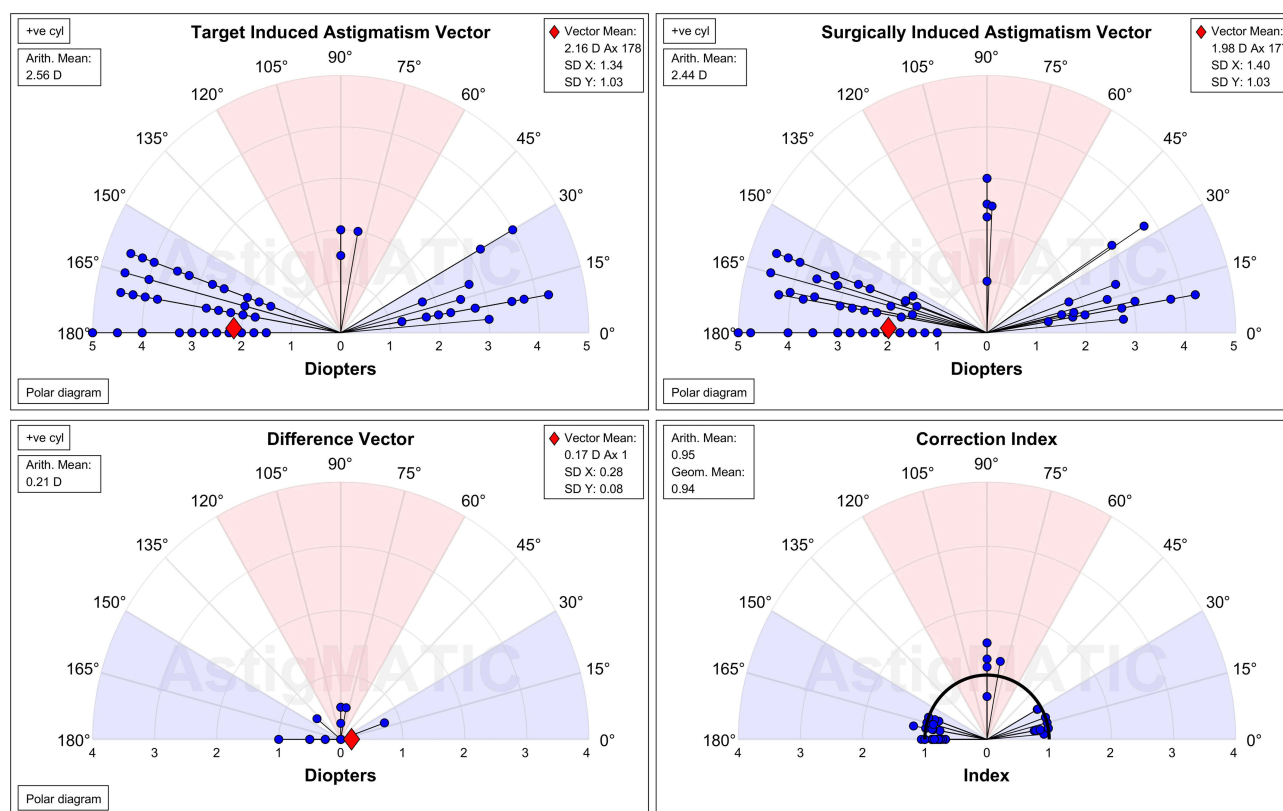 +ve cyl
Target Induced Astigmatism Vector
Arith. Mean:
2.56 D
Vector Mean:
2.16 D Ax 178
SD X: 1.34
SD Y: 1.03
90°
105°
75°
120°
60°
135°
45°
150°
30°
165°
15°
180°
0°
AstigMATIC
5
4
3
2
1
0
1
2
3
4
5
Diopters
Polar diagram
+ve cyl
Surgically Induced Astigmatism Vector
Arith. Mean:
2.44 D
Vector Mean:
1.98 D Ax 177
SD X: 1.40
SD Y: 1.03
90°
105°
75°
120°
60°
135°
45°
150°
30°
165°
15°
180°
0°
AstigMATIC
5
4
3
2
1
0
1
2
3
4
5
Diopters
Polar diagram
+ve cyl
Difference Vector
Arith. Mean:
0.21 D
Vector Mean:
0.17 D Ax 1
SD X: 0.28
SD Y: 0.08
90°
105°
75°
120°
60°
135°
45°
150°
30°
165°
15°
180°
0°
AstigMATIC
4
3
2
1
0
1
2
3
4
Diopters
Polar diagram
Arith. Mean:
0.95
Geom. Mean:
0.94
Correction Index
90°
105°
75°
120°
60°
135°
45°
150°
30°
165°
15°
180°
0°
AstigMATIC
4
3
2
1
0
1
2
3
4
Index